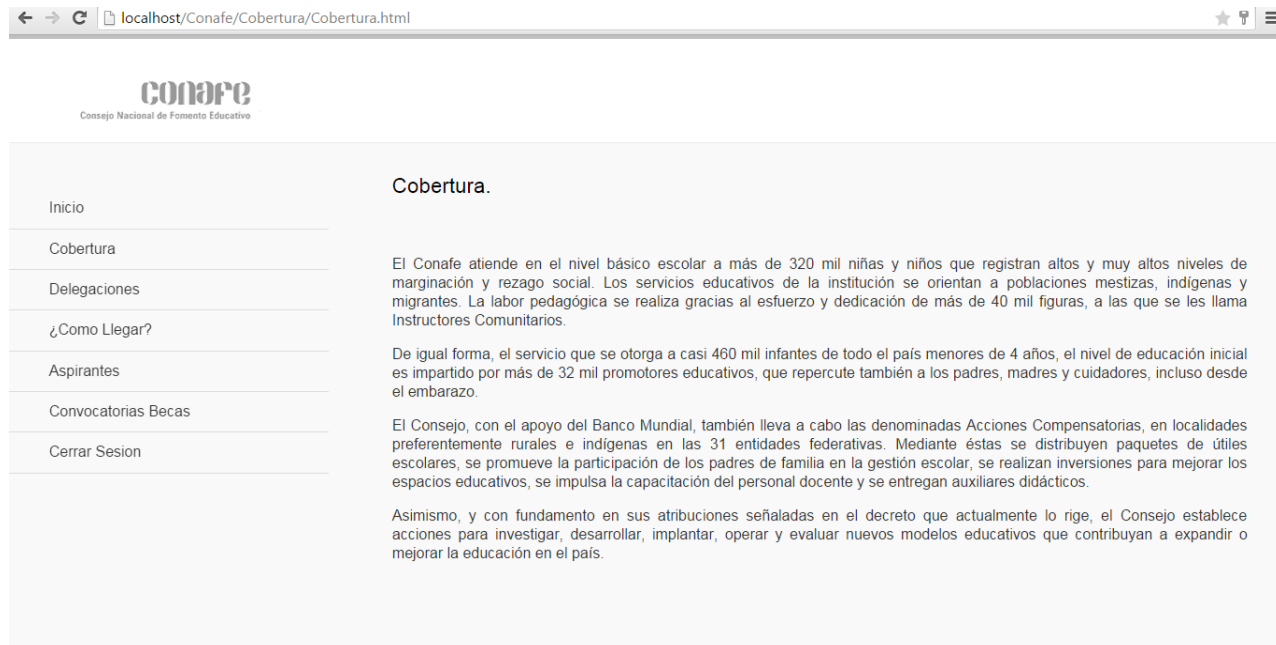 localhost/Conafe/Cobertura/Cobertura.html
conafe
Consejo Nacional de Fomento Educativo
Inicio
Cobertura
Delegaciones
¿Como Llegar?
Aspirantes
Convocatorias Becas
Cerrar Sesion
Cobertura.
El Conafe atiende en el nivel básico escolar a más de 320 mil niñas y niños que registran altos y muy altos niveles de
marginación y rezago social. Los servicios educativos de la institución se orientan a poblaciones mestizas, indígenas y
migrantes. La labor pedagógica se realiza gracias al esfuerzo y dedicación de más de 40 mil figuras, a las que se les llama
Instructores Comunitarios.
De igual forma, el servicio que se otorga a casi 460 mil infantes de todo el país menores de 4 años, el nivel de educación inicial
es impartido por más de 32 mil promotores educativos, que repercute también a los padres, madres y cuidadores, incluso desde
el embarazo.
El Consejo, con el apoyo del Banco Mundial, también lleva a cabo las denominadas Acciones Compensatorias, en localidades
preferentemente rurales e indígenas en las 31 entidades federativas. Mediante éstas se distribuyen paquetes de útiles
escolares, se promueve la participación de los padres de familia en la gestión escolar, se realizan inversiones para mejorar los
espacios educativos, se impulsa la capacitación del personal docente y se entregan auxiliares didácticos.
Asimismo, y con fundamento en sus atribuciones señaladas en el decreto que actualmente lo rige, el Consejo establece
acciones para investigar, desarrollar, implantar, operar y evaluar nuevos modelos educativos que contribuyan a expandir o
mejorar la educación en el país.